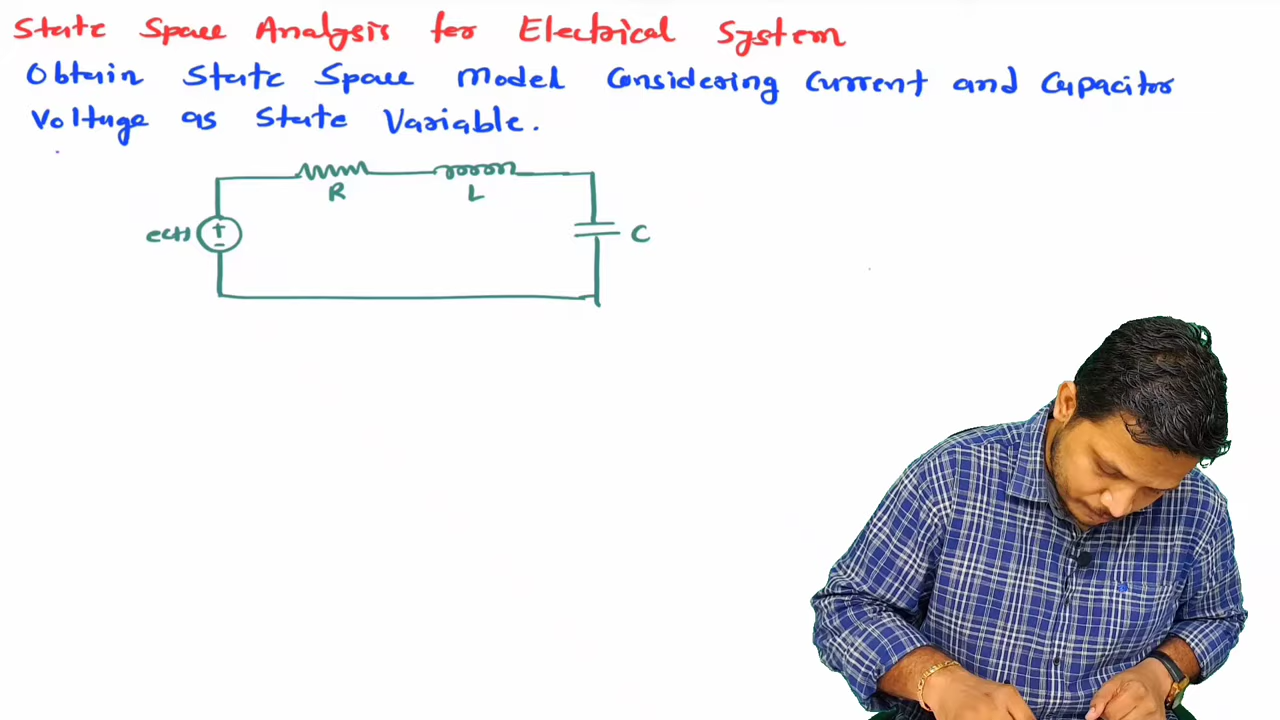 State Space Analysis for Electrical System
Obtain State Space Model Considering Current and Capacitor
Voltage as State Variable.
R
L
e(t)
+
-
C